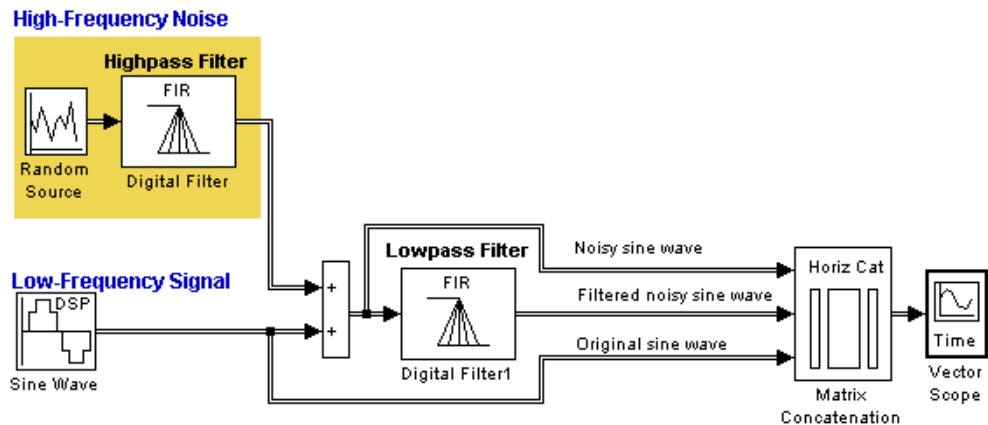 High-Frequency Noise
Highpass Filter
FIR
Random
Source
Digital Filter
Low-Frequency Signal
DSP
Sine Wave
+
+
Lowpass Filter
FIR
Digital Filter1
Noisy sine wave
Filtered noisy sine wave
Original sine wave
Horiz Cat
Matrix
Concatenation
Time
Vector
Scope